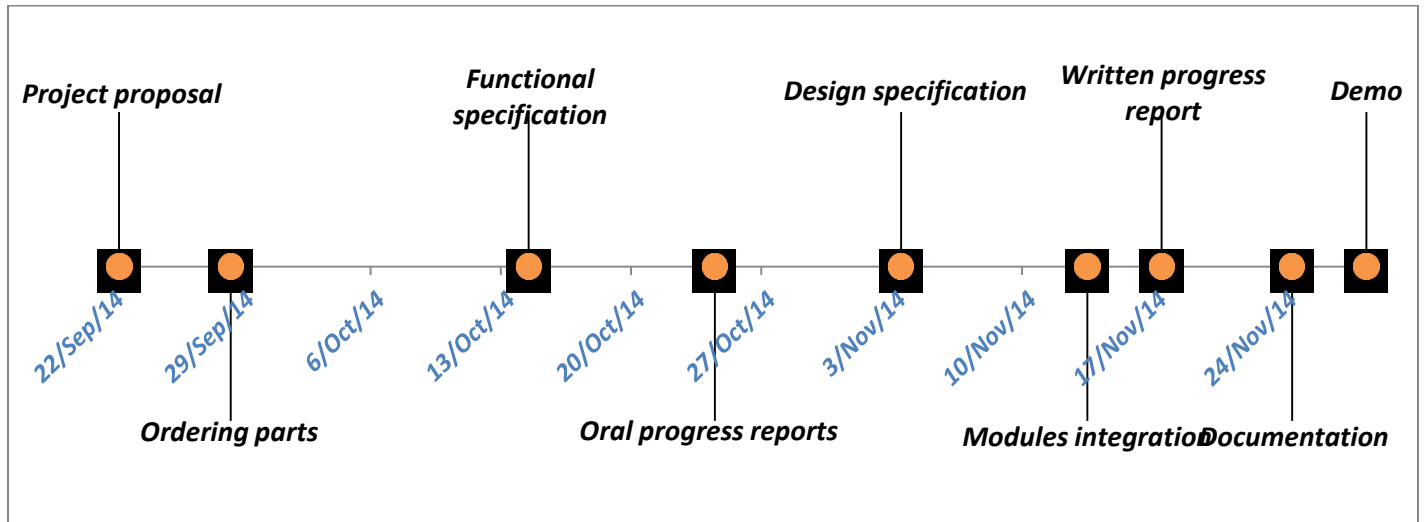 Project proposal
Functional
specification
Design specification
Written progress
report
Demo
22/Sep/14
29/Sep/14
6/Oct/14
13/Oct/14
20/Oct/14
27/Oct/14
3/Nov/14
10/Nov/14
17/Nov/14
24/Nov/14
Ordering parts
Oral progress reports
Modules integration
Documentation